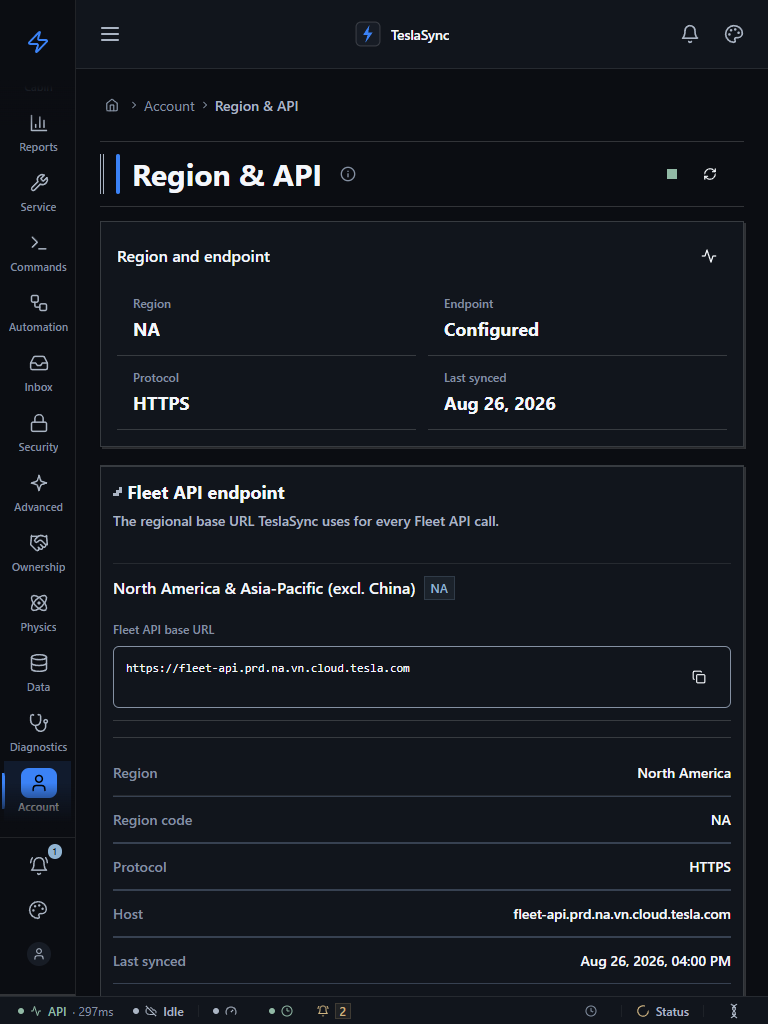 TeslaSync
Reports
Service
Commands
Automation
Inbox
Security
Advanced
Ownership
Physics
Data
Diagnostics
Account
1
Account
Region & API
Region & API
Region and endpoint
Region
NA
Endpoint
Configured
Protocol
HTTPS
Last synced
Aug 26, 2026
Fleet API endpoint
The regional base URL TeslaSync uses for every Fleet API call.
North America & Asia-Pacific (excl. China) NA
Fleet API base URL
https://fleet-api.prd.na.vn.cloud.tesla.com
Region North America
Region code NA
Protocol HTTPS
Host fleet-api.prd.na.vn.cloud.tesla.com
Last synced Aug 26, 2026, 04:00 PM
API · 297ms Idle 2 Status